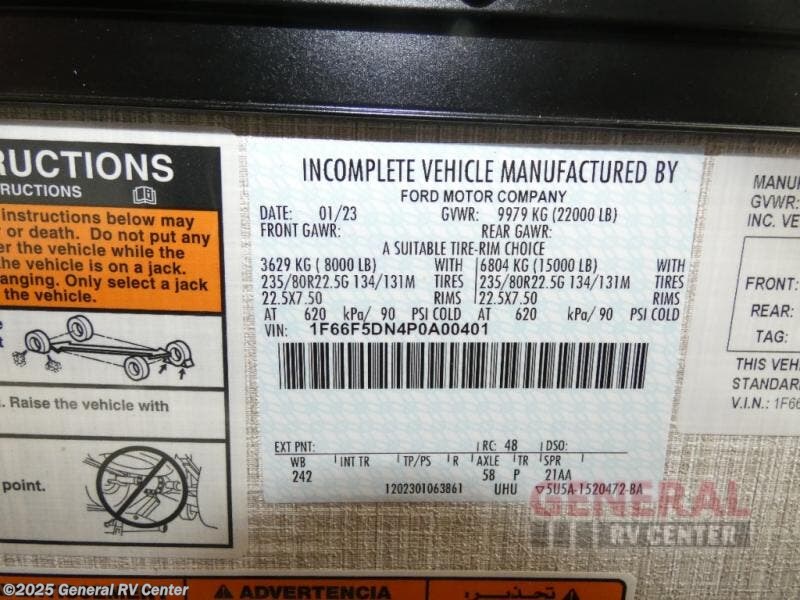 RUCTIONS
STRUCTIONS
instructions below may
or death. Do not put any
er the vehicle while the
he vehicle is on a jack.
anging. Only select a jack
the vehicle.
. Raise the vehicle with
point.
INCOMPLETE VEHICLE MANUFACTURED BY
FORD MOTOR COMPANY
DATE: 01/23 GVWR: 9979 KG (22000 LB)
FRONT GAWR: REAR GAWR:
A SUITABLE TIRE-RIM CHOICE
3629 KG ( 8000 LB) WITH 6804 KG (15000 LB) WITH
235/80R22.5G 134/131M TIRES 235/80R22.5G 134/131M TIRES
22.5X7.50 RIMS 22.5X7.50 RIMS
AT 620 kPa/ 90 PSI COLD AT 620 kPa/ 90 PSI COLD
VIN: 1F66F5DN4P0A00401
EXT PNT: RC: 48 DSO:
WB INT TR TP/PS R AXLE TR SPR
242 58 P 21AA
1202301063861 UHU 5U5A-1520472-BA
MANUF
GVWR:
INC. VE
FRONT:
REAR:
TAG:
THIS VEHI
STANDAR
V.I.N.: 1F66
GENERAL
RV CENTER
ADVERTENCIA
تحذير
©2025 General RV Center